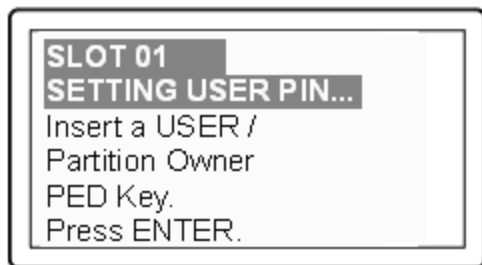 SLOT 01
SETTING USER PIN...
Insert a USER /
Partition Owner
PED Key.
Press ENTER.